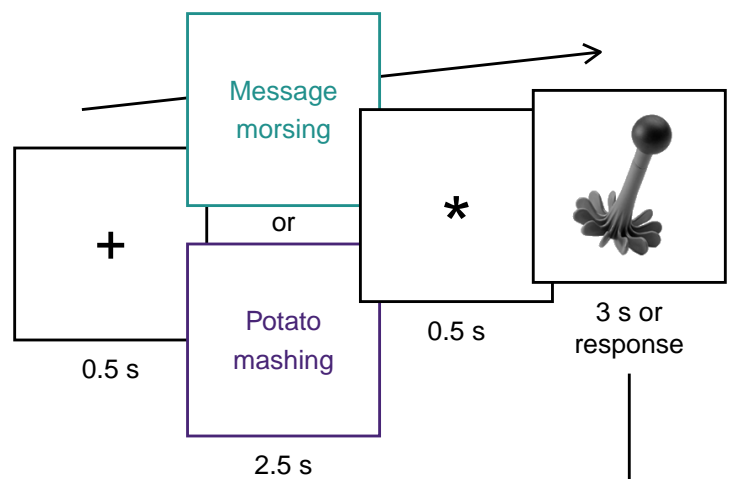 Message
morsing
or
+
*
Potato
mashing
0.5 s
2.5 s
0.5 s
3 s or
response